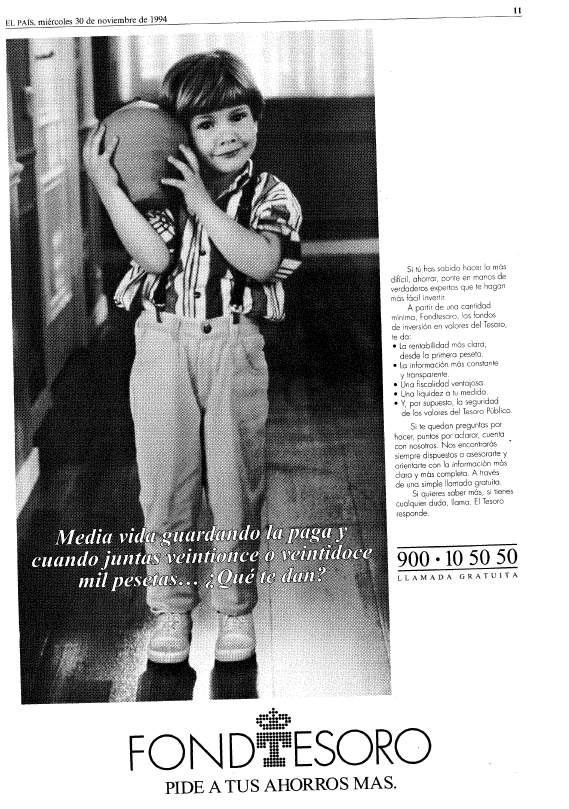 EL PAÍS, miércoles 30 de noviembre de 1994
11
Si tú has sabido hacer lo más
difícil, ahorrar, ponte en manos de
verdaderos expertos que te hagan
más fácil invertir.
A partir de una cantidad
mínima, Fondtesoro, los fondos
de inversión en valores del Tesoro,
te da:
• La rentabilidad más clara,
desde la primera peseta.
• La información más constante
y transparente.
• Una fiscalidad ventajosa.
• Una liquidez a tu medida.
• Y, por supuesto, la seguridad
de los valores del Tesoro Público.
Si te quedan preguntas por
hacer, puntos por aclarar, cuenta
con nosotros. Nos encontrarás
siempre dispuestos a asesorarte y
orientarte con la información más
clara y más completa. A través
de una simple llamada gratuita.
Si quieres saber más, si tienes
cualquier duda, llama. El Tesoro
responde.
Media vida guardando la paga y
cuando juntas veintionce o veintidoce
mil pesetas... ¿Qué te dan?
900 · 10 50 50
LLAMADA GRATUITA
FONDTESORO
PIDE A TUS AHORROS MAS.